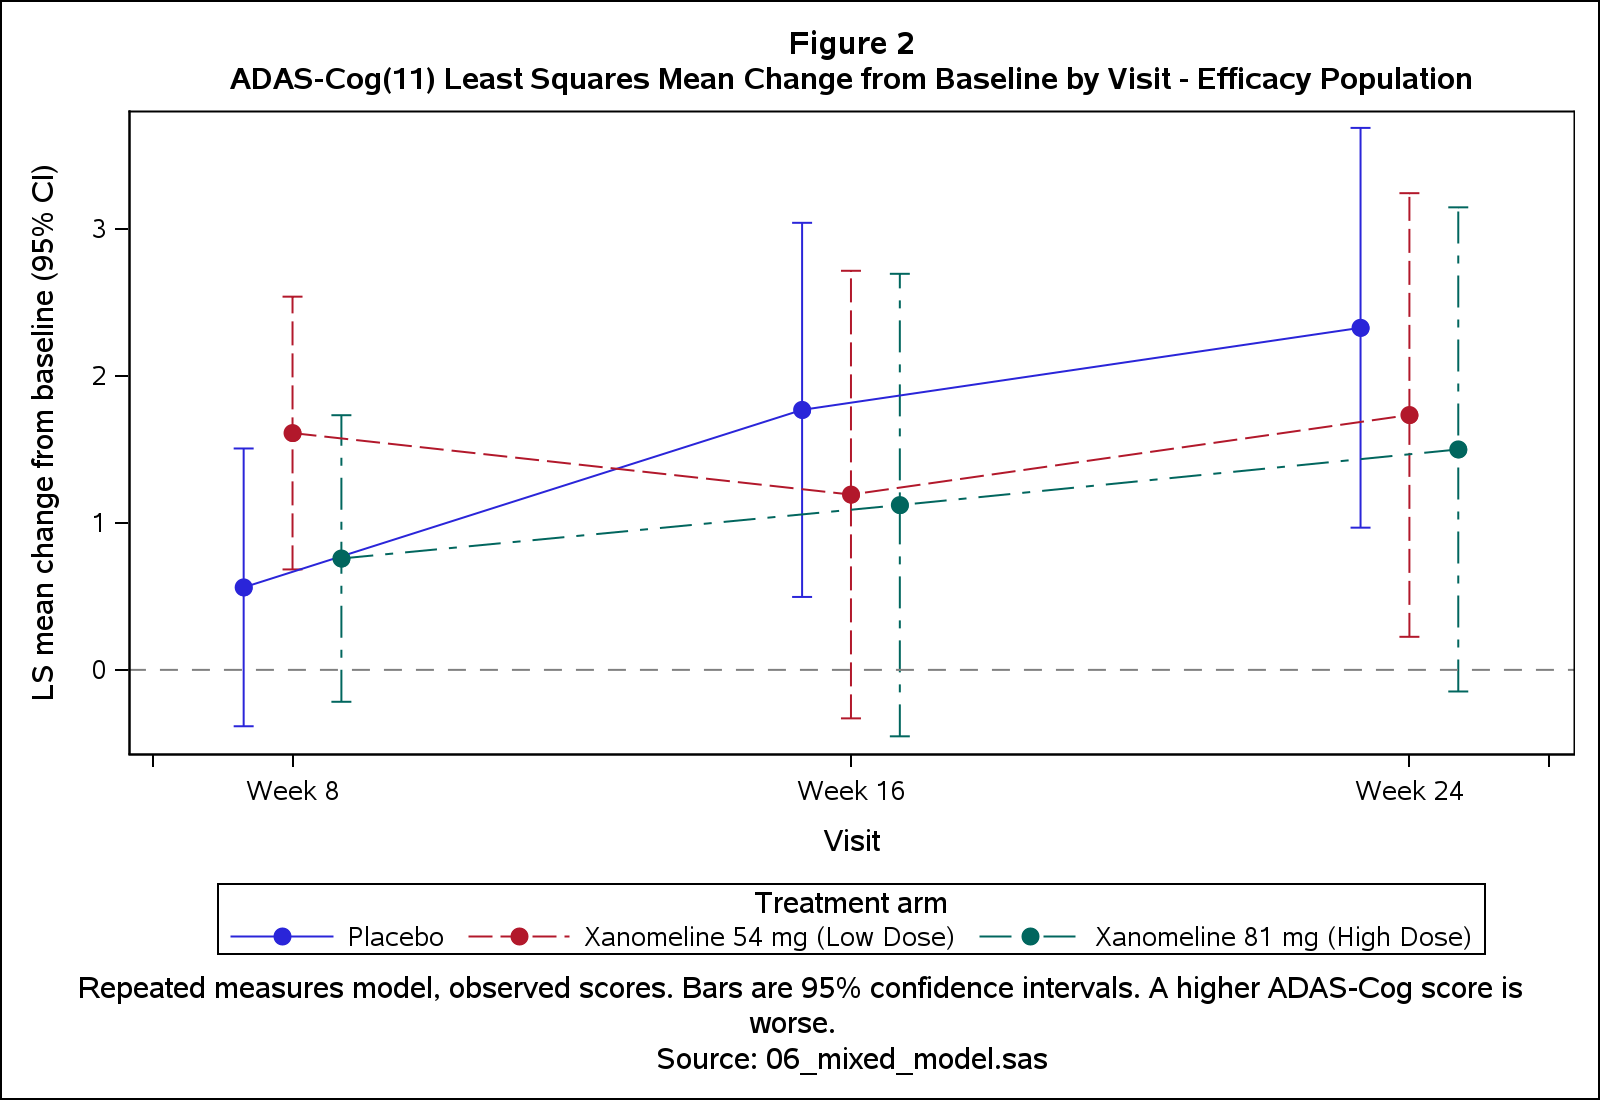 Figure 2
ADAS-Cog(11) Least Squares Mean Change from Baseline by Visit - Efficacy Population
LS mean change from baseline (95% CI)
3
2
1
0
Week 8
Week 16
Week 24
Visit
Treatment arm
Placebo
Xanomeline 54 mg (Low Dose)
Xanomeline 81 mg (High Dose)
Repeated measures model, observed scores. Bars are 95% confidence intervals. A higher ADAS-Cog score is
worse.
Source: 06_mixed_model.sas